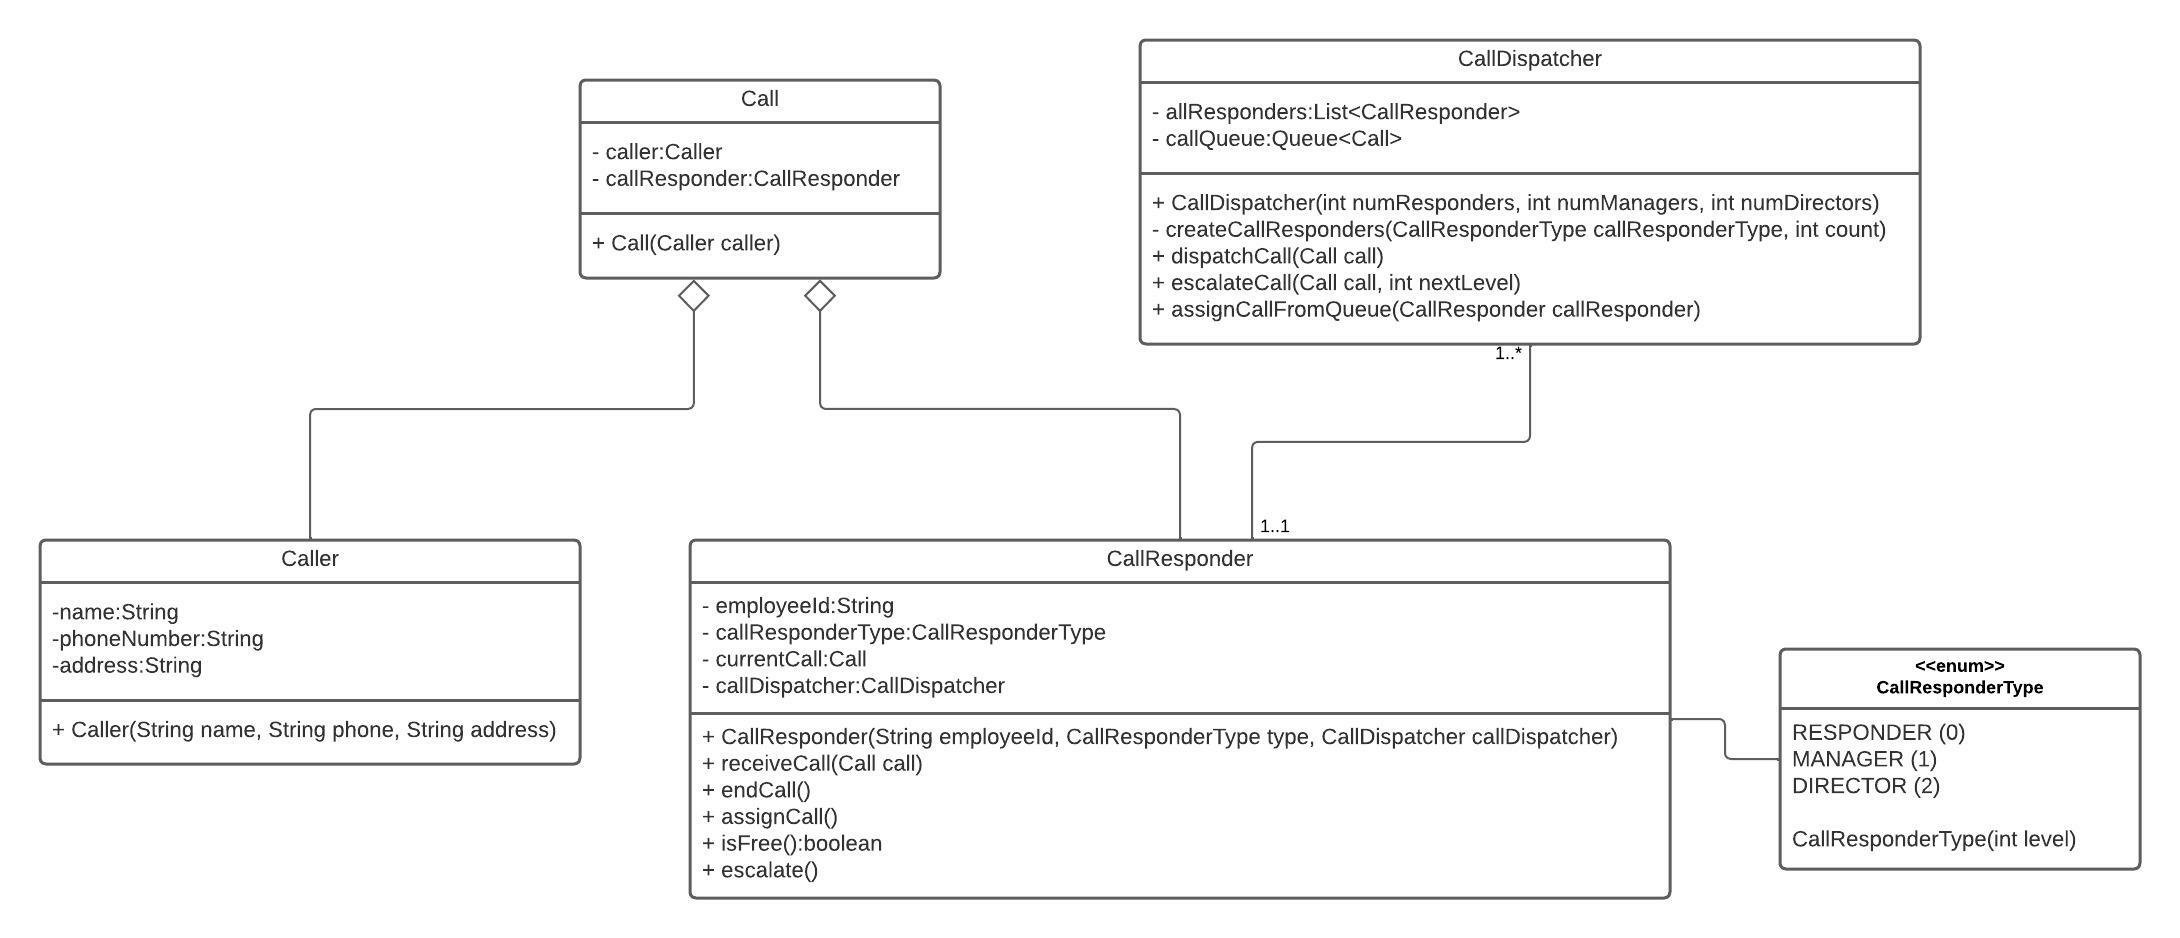 Call
- caller:Caller
- callResponder:CallResponder
+ Call(Caller caller)
CallDispatcher
- allResponders:List<CallResponder>
- callQueue:Queue<Call>
+ CallDispatcher(int numResponders, int numManagers, int numDirectors)
- createCallResponders(CallResponderType callResponderType, int count)
+ dispatchCall(Call call)
+ escalateCall(Call call, int nextLevel)
+ assignCallFromQueue(CallResponder callResponder)
1..*
1..1
Caller
-name:String
-phoneNumber:String
-address:String
+ Caller(String name, String phone, String address)
CallResponder
- employeeId:String
- callResponderType:CallResponderType
- currentCall:Call
- callDispatcher:CallDispatcher
+ CallResponder(String employeeId, CallResponderType type, CallDispatcher callDispatcher)
+ receiveCall(Call call)
+ endCall()
+ assignCall()
+ isFree():boolean
+ escalate()
<<enum>>
CallResponderType
RESPONDER (0)
MANAGER (1)
DIRECTOR (2)
CallResponderType(int level)